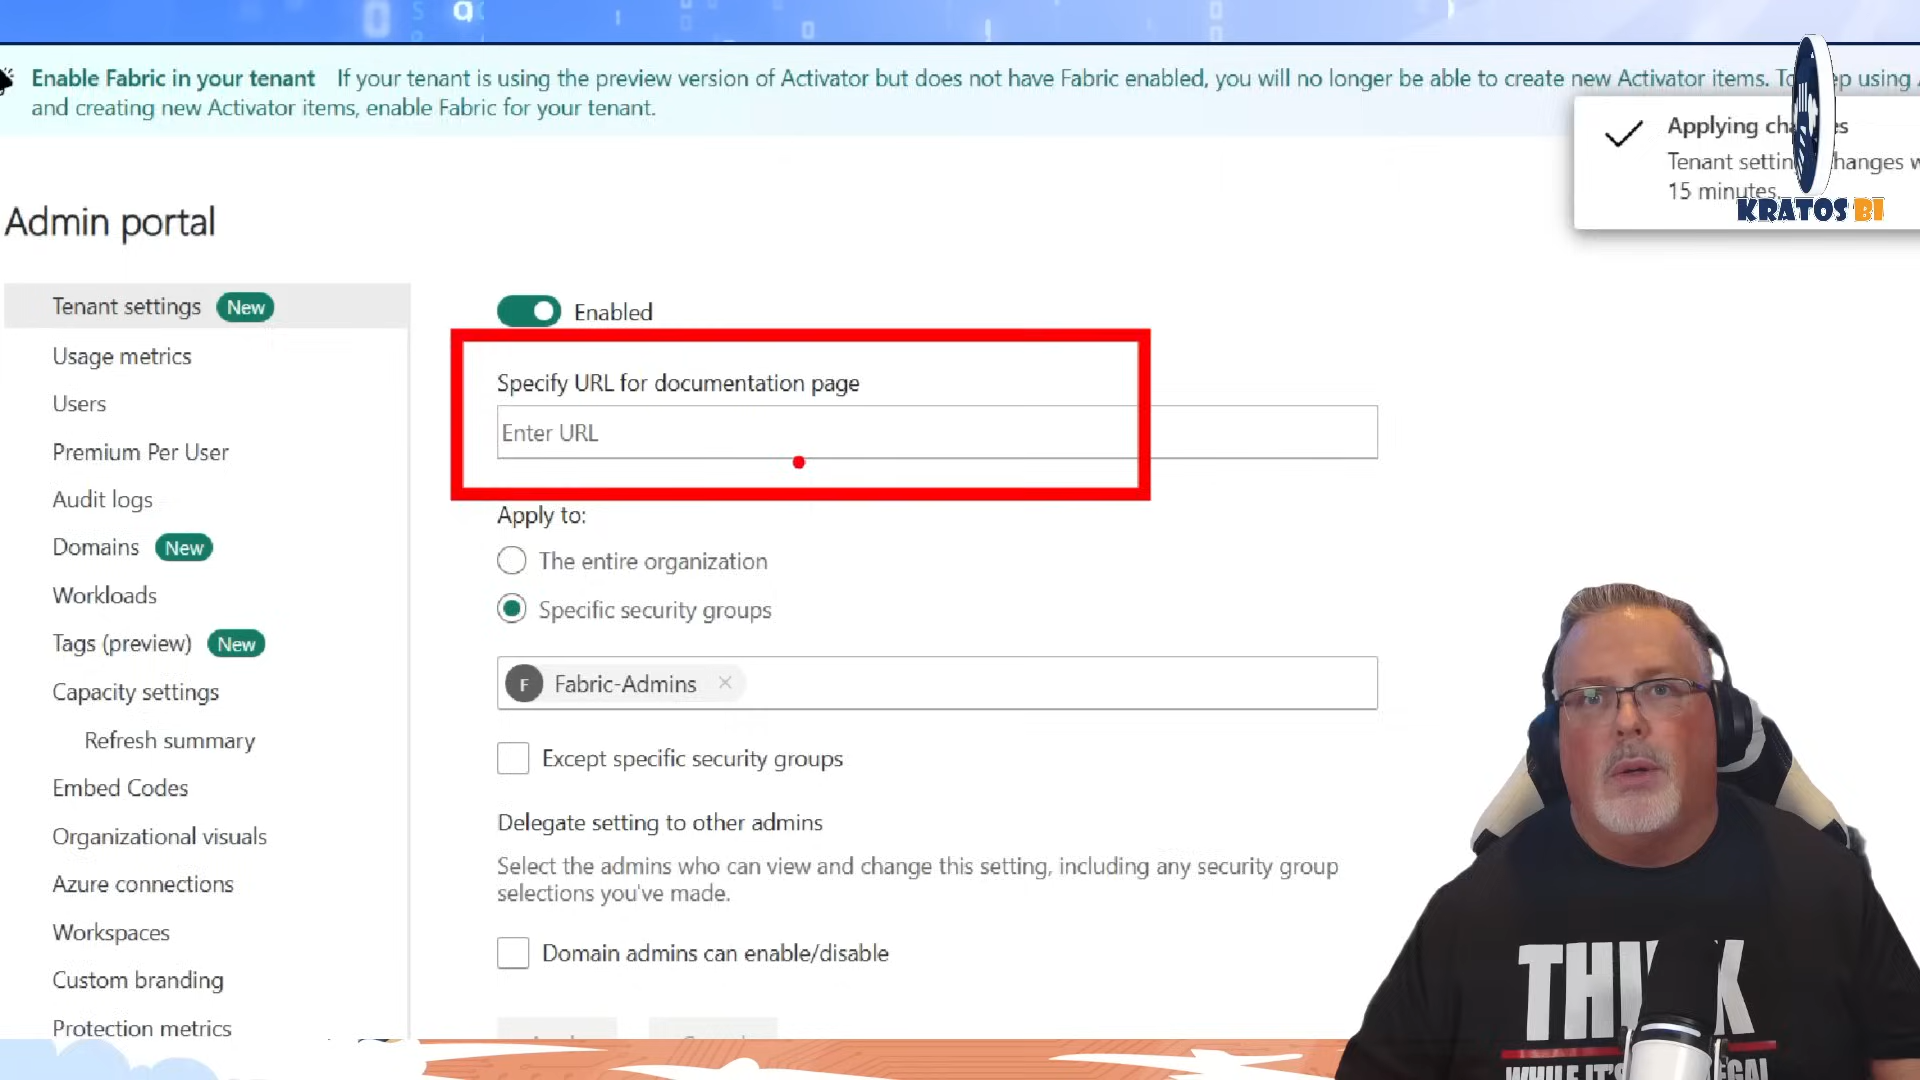 Enable Fabric in your tenant If your tenant is using the preview version of Activator but does not have Fabric enabled, you will no longer be able to create new Activator items. To using
and creating new Activator items, enable Fabric for your tenant.
Applying
Tenant
15 minutes.
KRATOS BI
Admin portal
Tenant settings New
Usage metrics
Users
Premium Per User
Audit logs
Domains New
Workloads
Tags (preview) New
Capacity settings
Refresh summary
Embed Codes
Organizational visuals
Azure connections
Workspaces
Custom branding
Protection metrics
Enabled
Specify URL for documentation page
Enter URL
Apply to:
The entire organization
Specific security groups
F Fabric-Admins
Except specific security groups
Delegate setting to other admins
Select the admins who can view and change this setting, including any security group
selections you've made.
Domain admins can enable/disable
WHILE IT'S